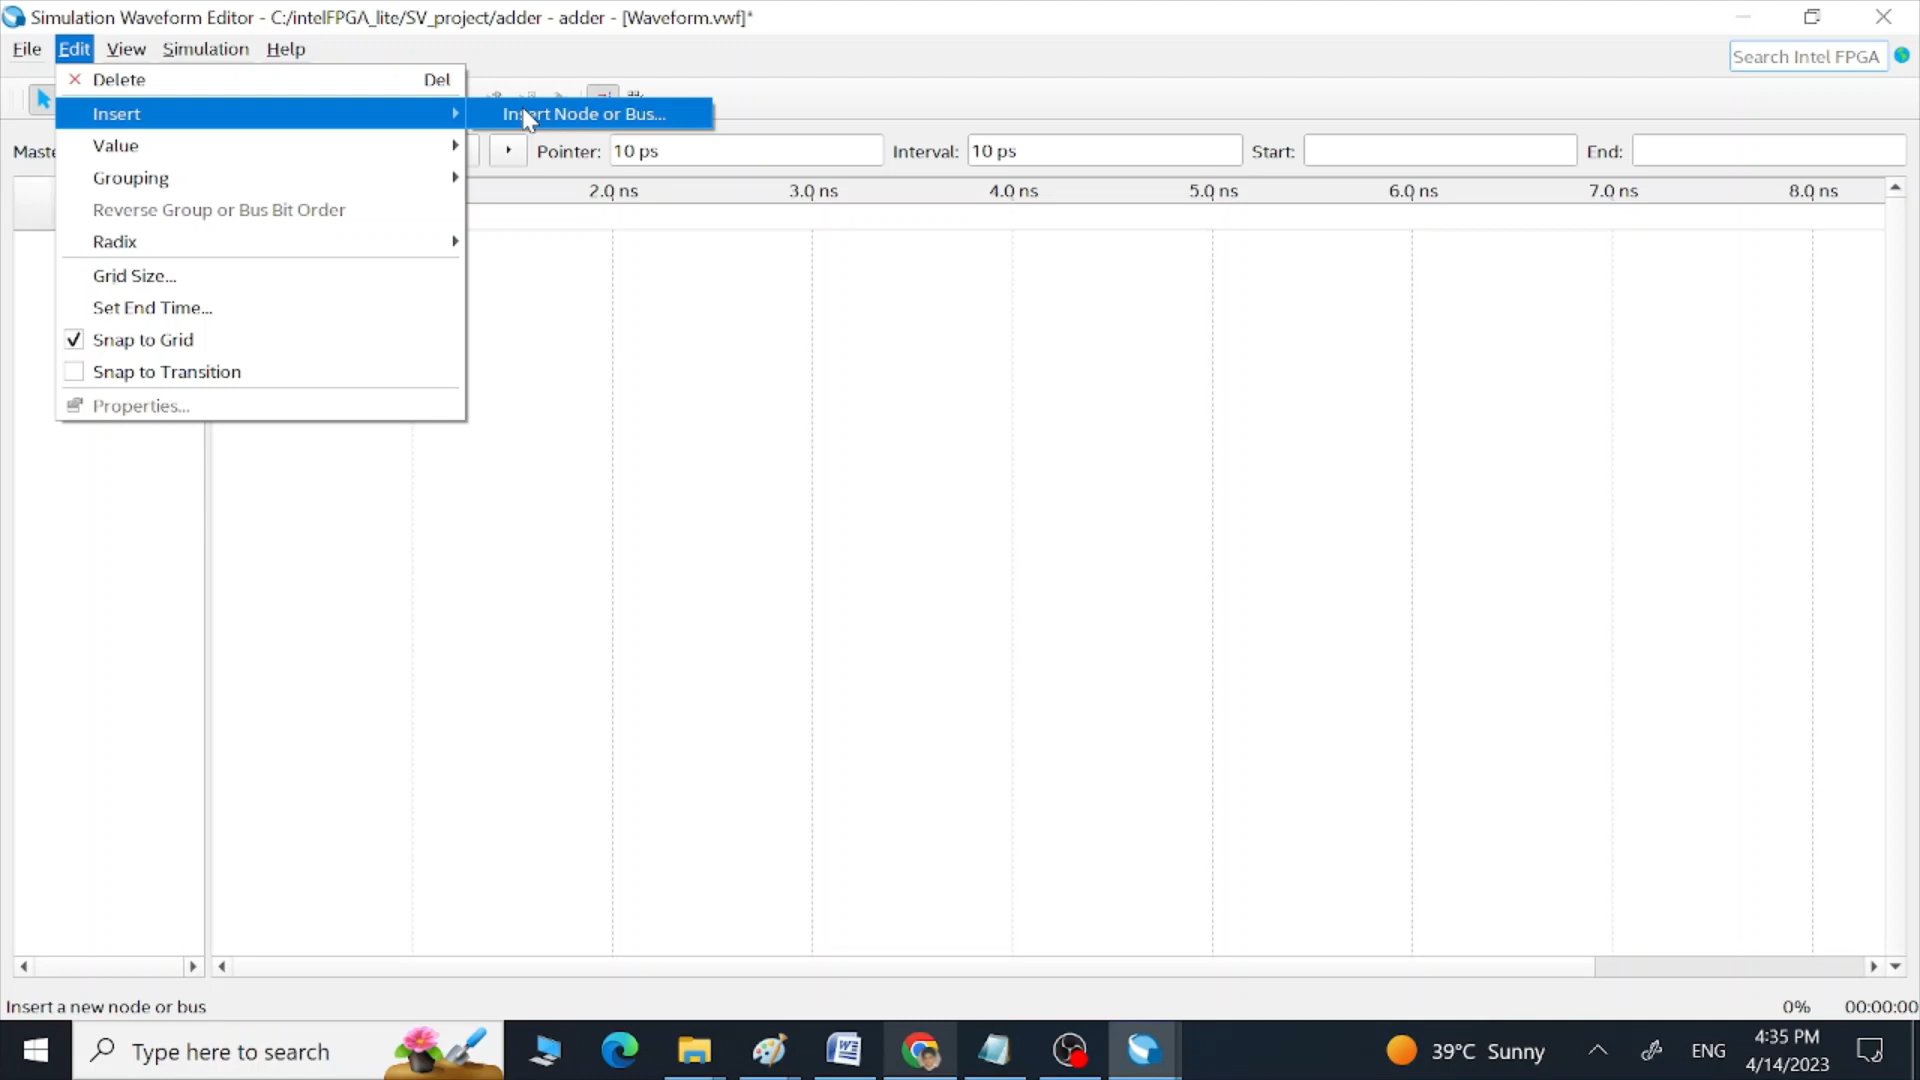 Simulation Waveform Editor - C:/intelFPGA_lite/SV_project/adder - adder - [Waveform.vwf]*
File Edit View Simulation Help
Search Intel FPGA
Delete Del
Insert
Insert Node or Bus...
Value
Grouping
Reverse Group or Bus Bit Order
Radix
Grid Size...
Set End Time...
Snap to Grid
Snap to Transition
Properties...
Maste
Pointer: 10 ps Interval: 10 ps Start: End:
2.0 ns 3.0 ns 4.0 ns 5.0 ns 6.0 ns 7.0 ns 8.0 ns
Insert a new node or bus
0% 00:00:00
Type here to search
39°C Sunny
ENG
4:35 PM
4/14/2023